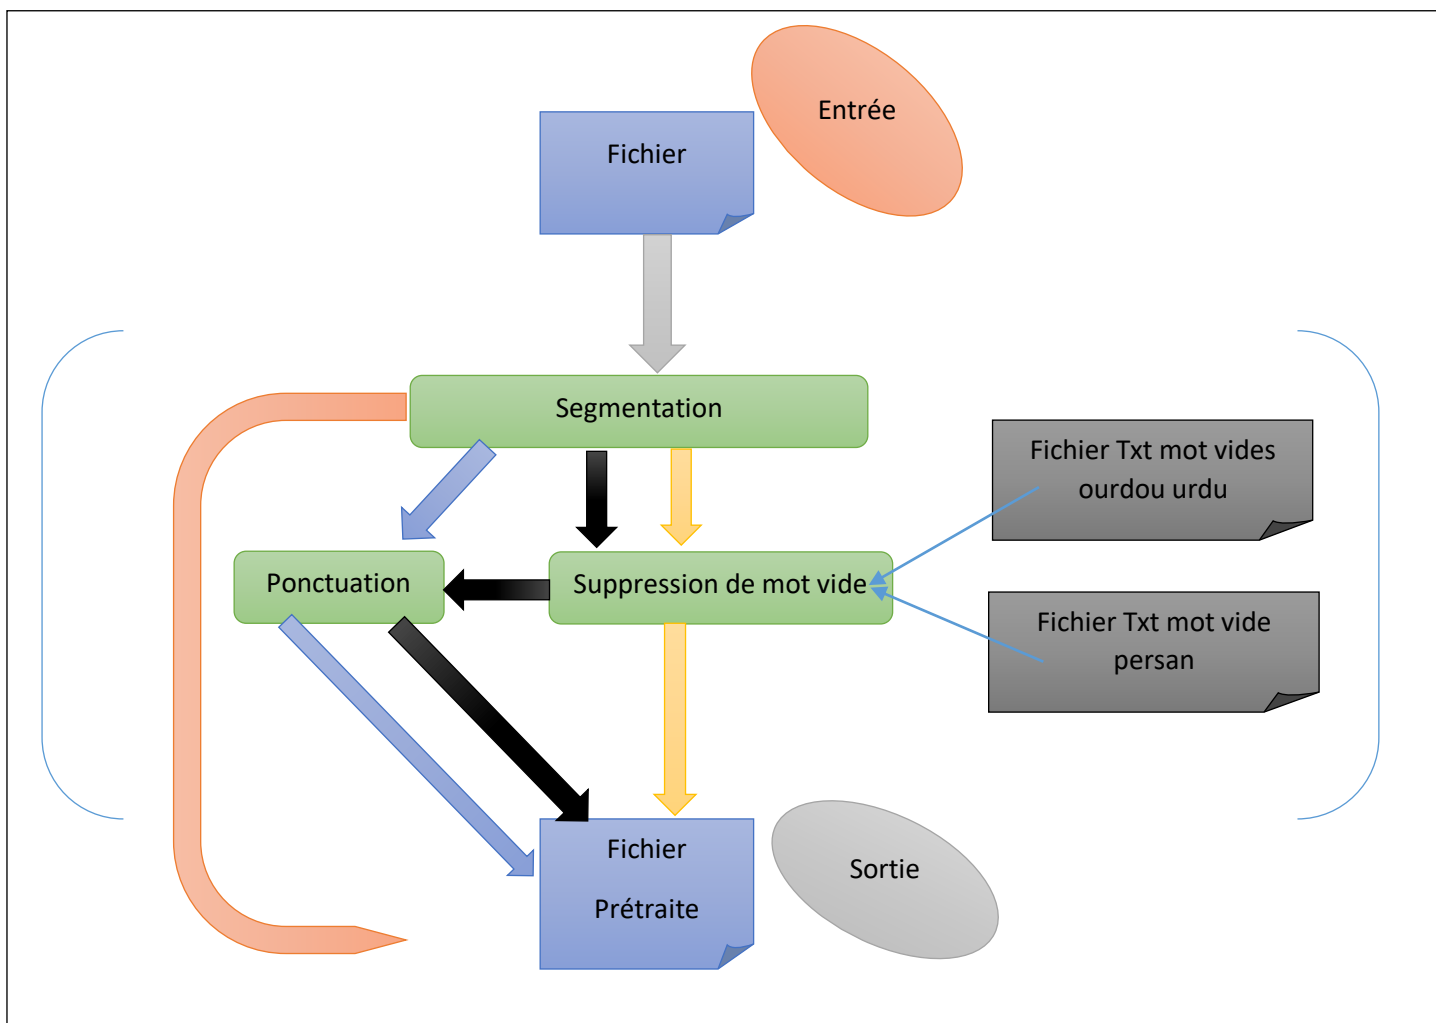 Entrée
Fichier
Segmentation
Fichier Txt mot vides
ourdou urdu
Ponctuation
Suppression de mot vide
Fichier Txt mot vide
persan
Fichier
Prétraite
Sortie